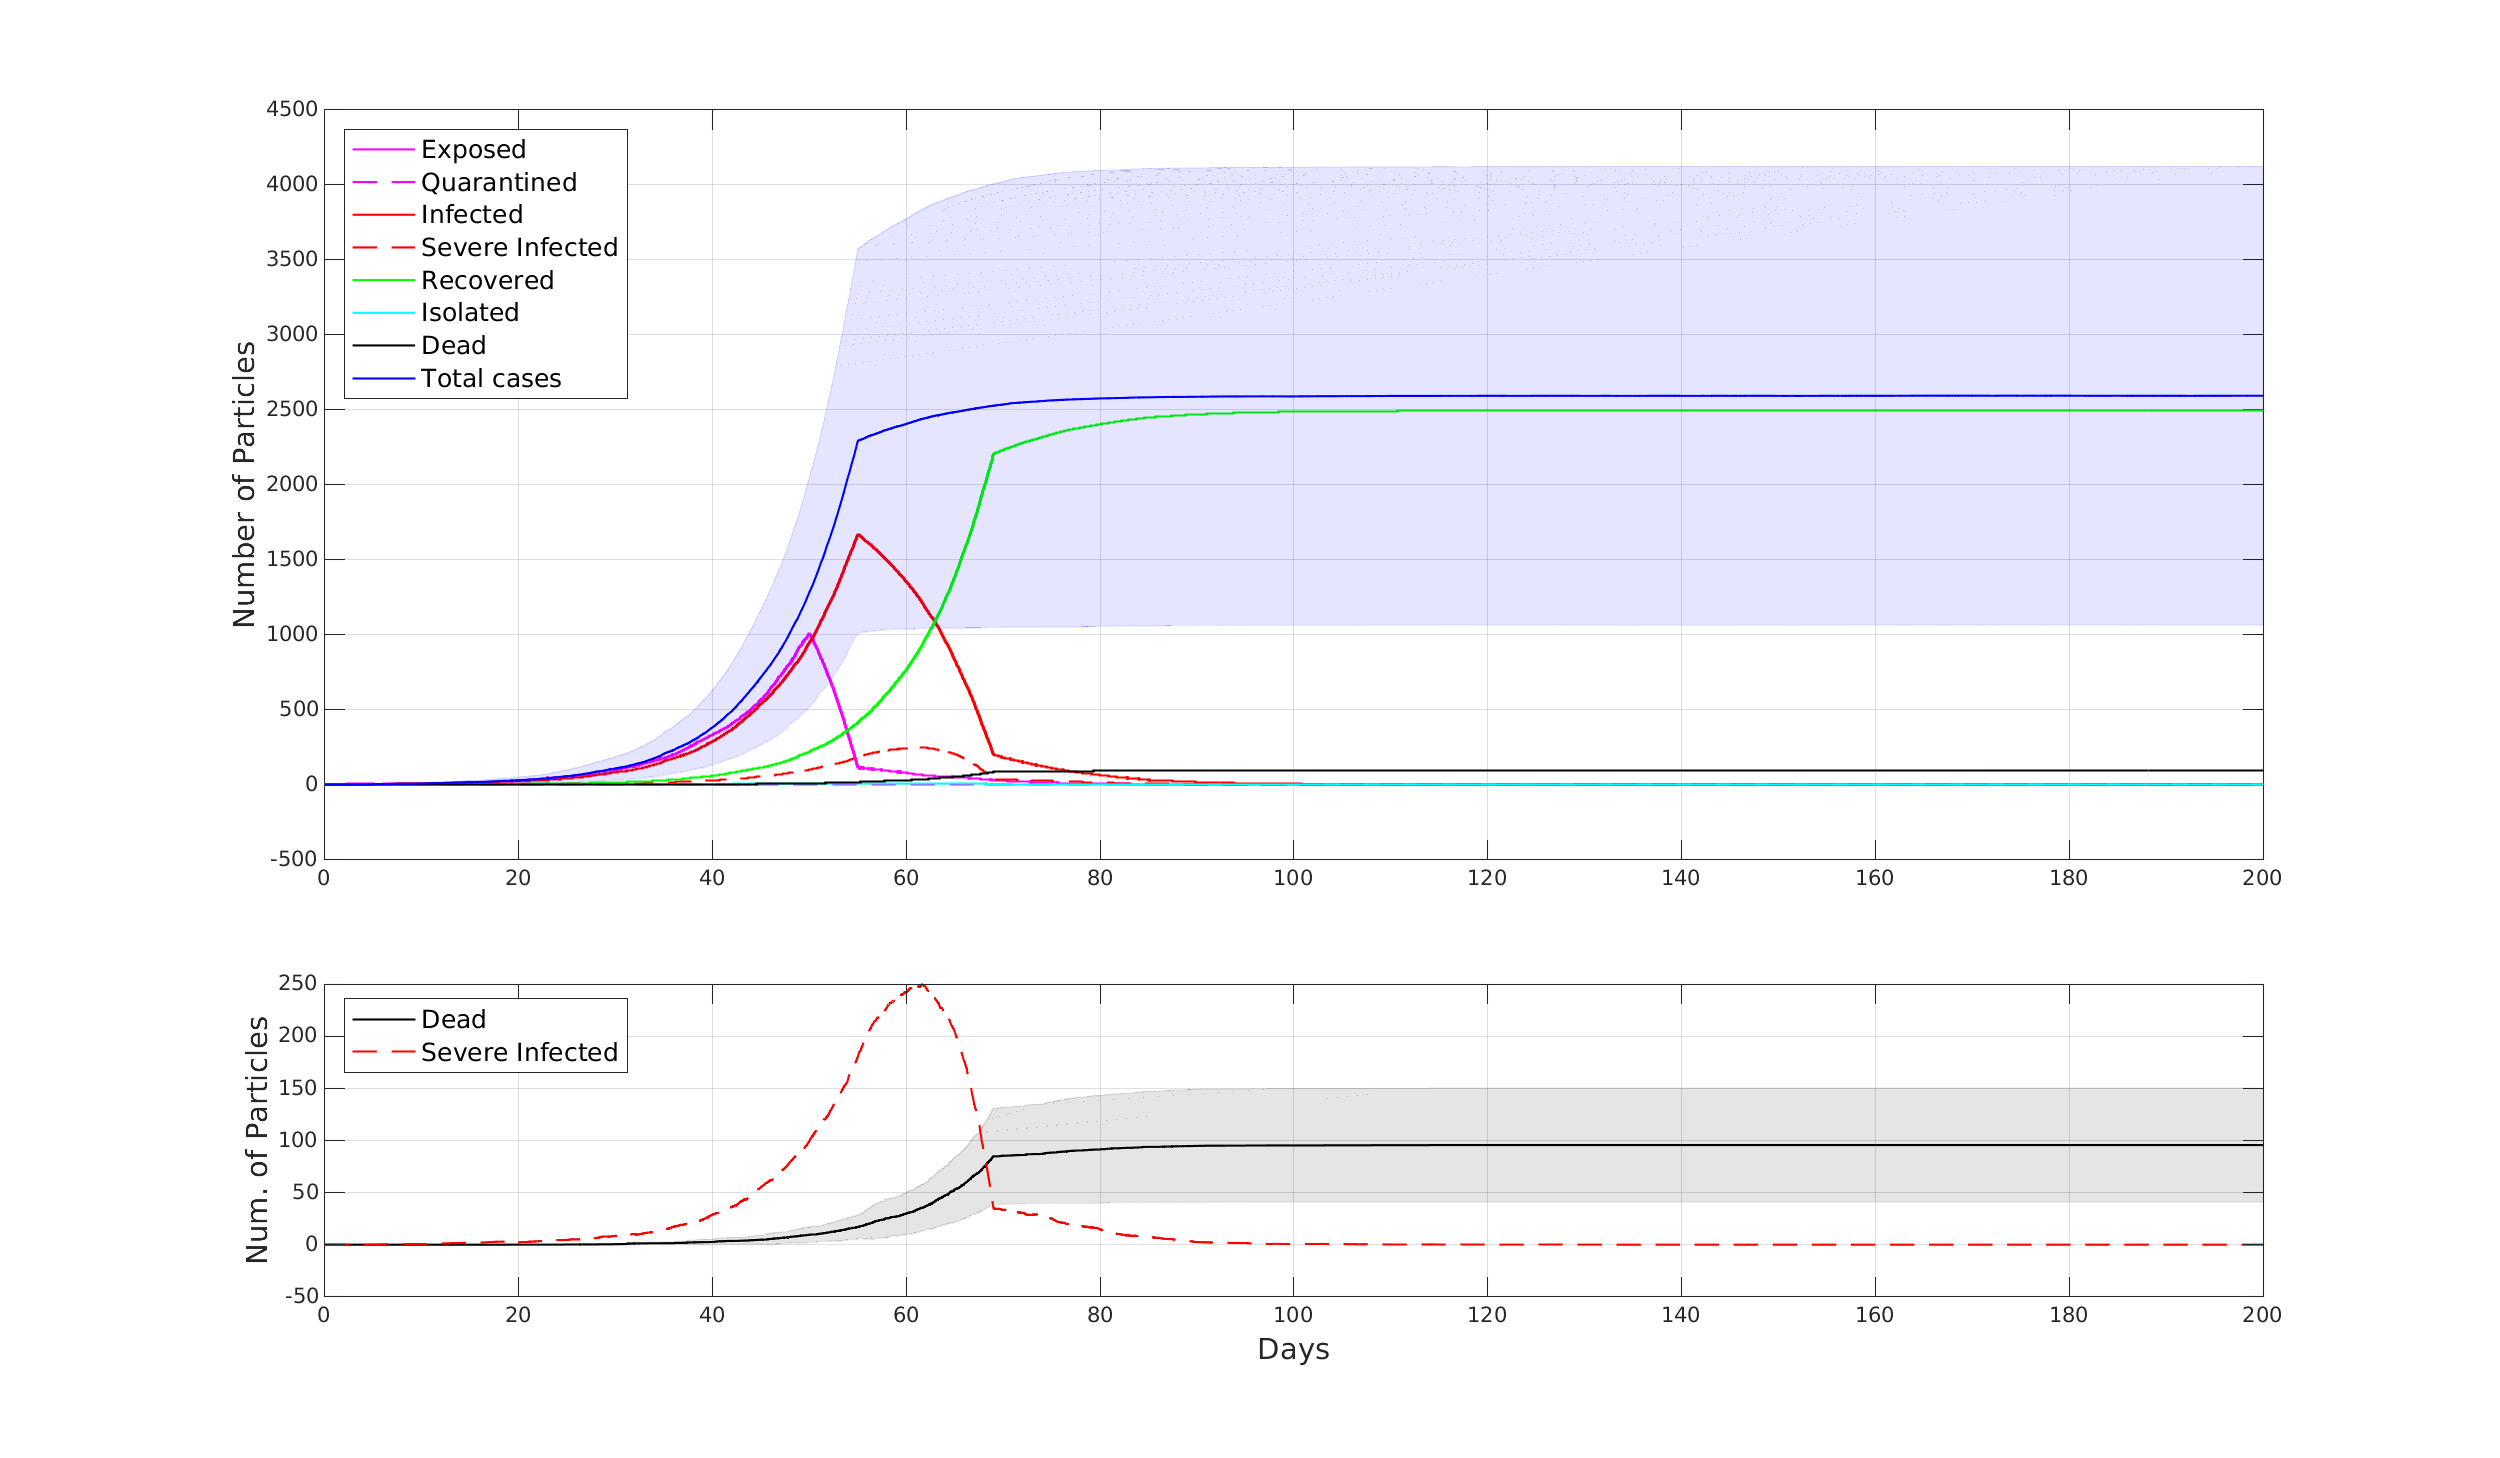 4500
4000
3500
3000
2500
2000
1500
1000
500
0
-500
Number of Particles
Exposed
Quarantined
Infected
Severe Infected
Recovered
Isolated
Dead
Total cases
0 20 40 60 80 100 120 140 160 180 200
250
200
150
100
50
0
-50
Num. of Particles
Dead
Severe Infected
0 20 40 60 80 100 120 140 160 180 200
Days